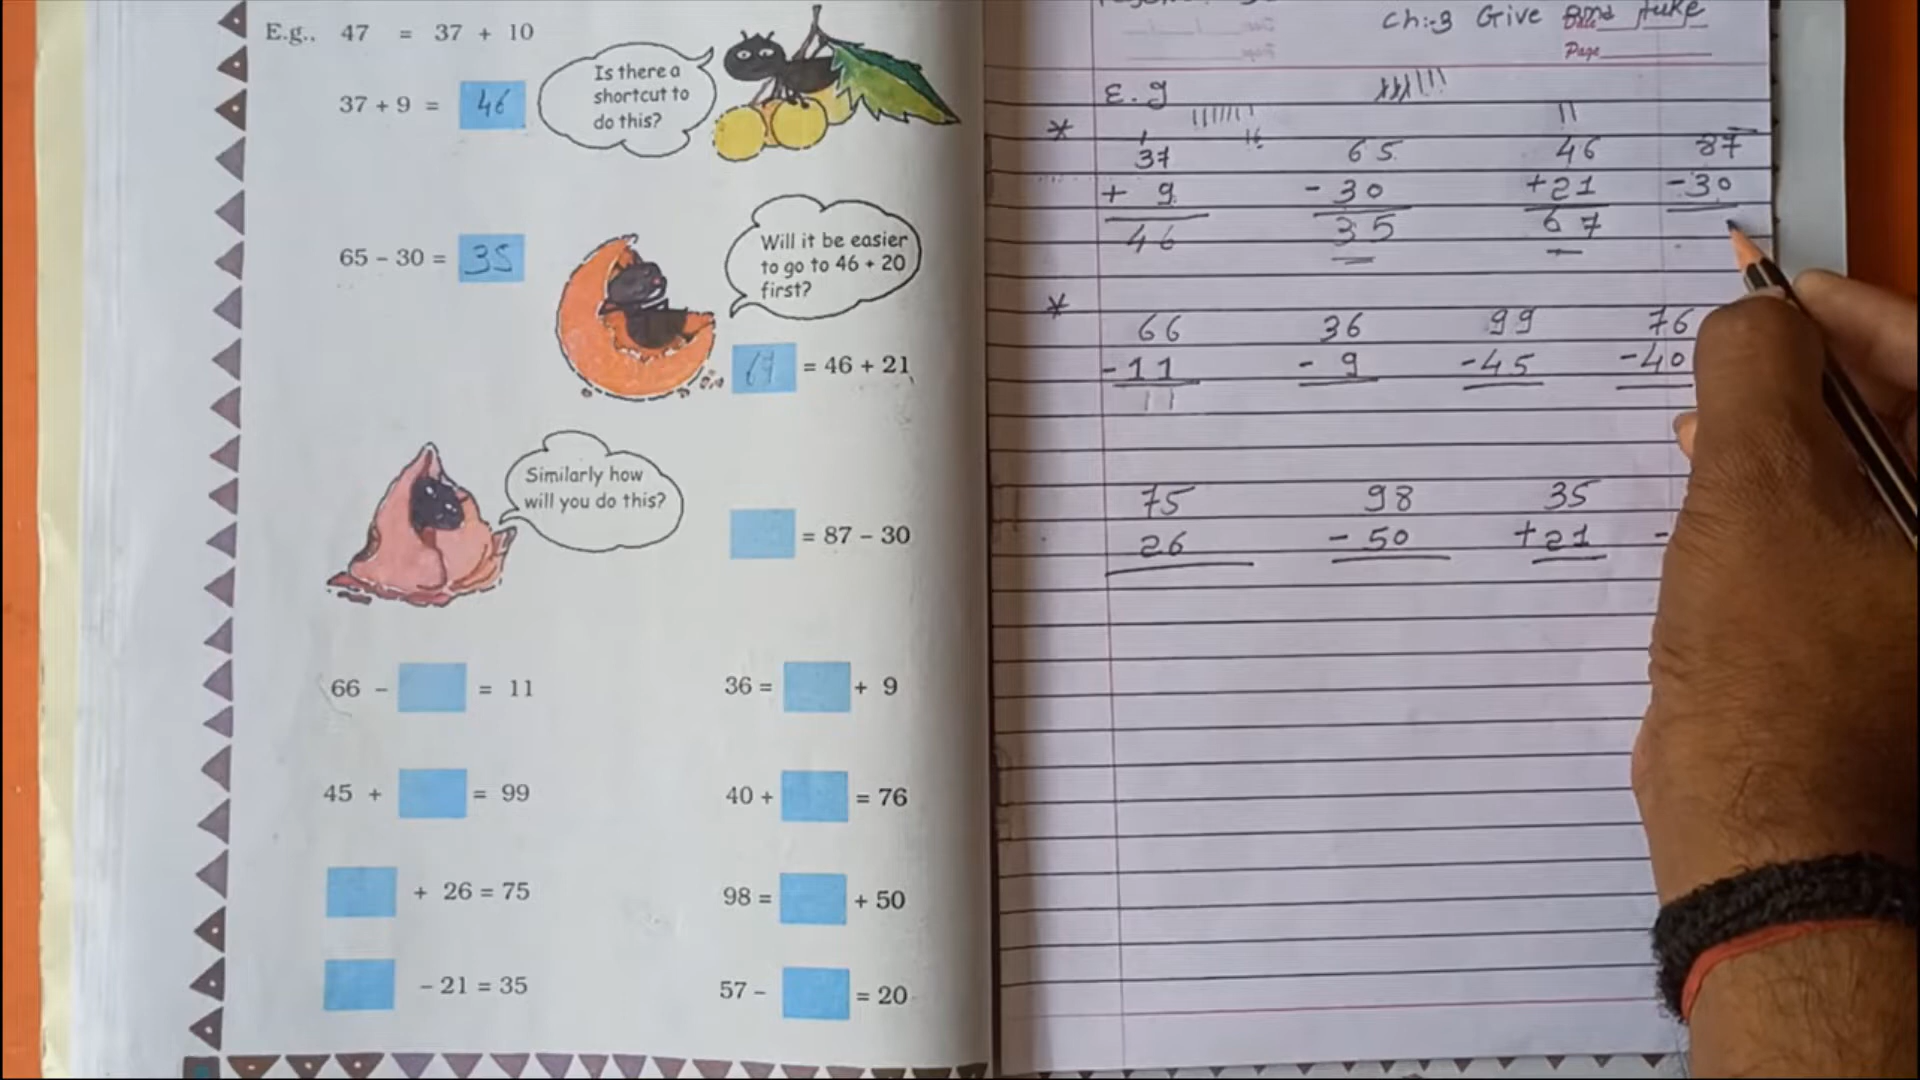 E.g., 47 = 37 + 10
37 + 9 = 46
Is there a
shortcut to
do this?
65 – 30 = 35
Will it be easier
to go to 46 + 20
first?
67 = 46 + 21
Similarly how
will you do this?
= 87 – 30
66 – = 11
36 = + 9
45 + = 99
40 + = 76
+ 26 = 75
98 = + 50
– 21 = 35
57 – = 20
Ch:-3 Give and take
Date
Page
E.g
16
* 37 65 46 87
+ 9 - 30 +21 -30
46 35 67
* 66 36 99 76
-11 - 9 -45 -40
11
75 98 35
26 - 50 +21 -